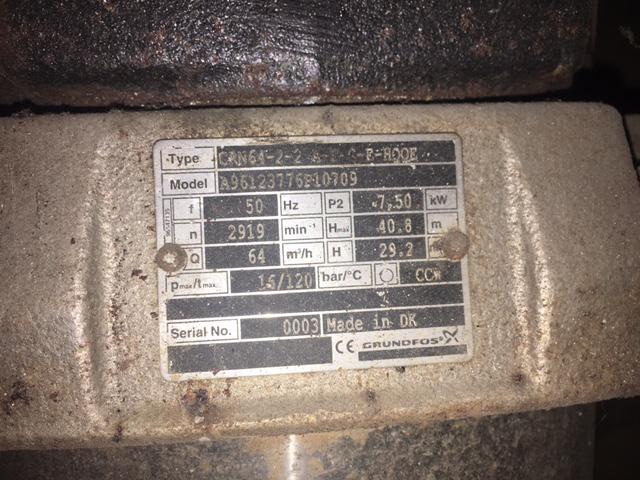 Type CRN64-2-2 A-F-G-E-HQQE
Model A96123776P10709
f 50 Hz P2 7.50 kW
n 2919 min⁻¹ Hmax 40.8 m
Q 64 m³/h H 29.2
pmax/tmax 16/120 bar/°C CCW
Serial No. 0003 Made in DK
CE GRUNDFOS